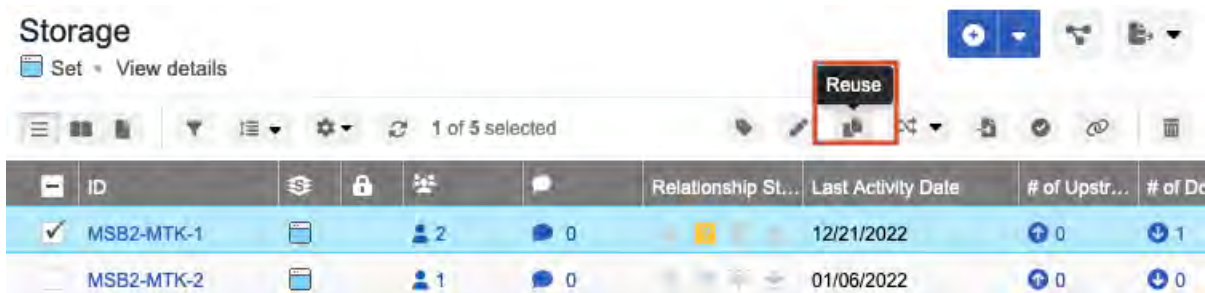 Storage
Set • View details
Reuse
1 of 5 selected
ID S Relationship St... Last Activity Date # of Upstr... # of Do
MSB2-MTK-1 2 0 12/21/2022 0 1
MSB2-MTK-2 1 0 01/06/2022 0 0